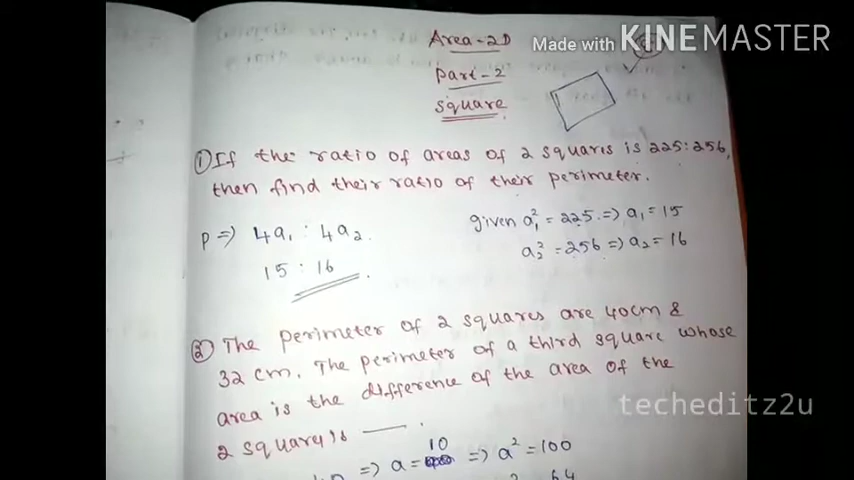 Area-2D
Made with KINEMASTER
Part-2
square
① If the ratio of areas of 2 squares is 225:256,
then find their ratio of their perimeter.
P => 4a₁ : 4a₂
given a₁² = 225 => a₁ = 15
15 : 16
a₂² = 256 => a₂ = 16
② The perimeter of 2 squares are 40cm &
32 cm. The perimeter of a third square whose
area is the difference of the area of the
2 squares is ____ .
techeditz2u
=> a = 10 => a² = 100
64